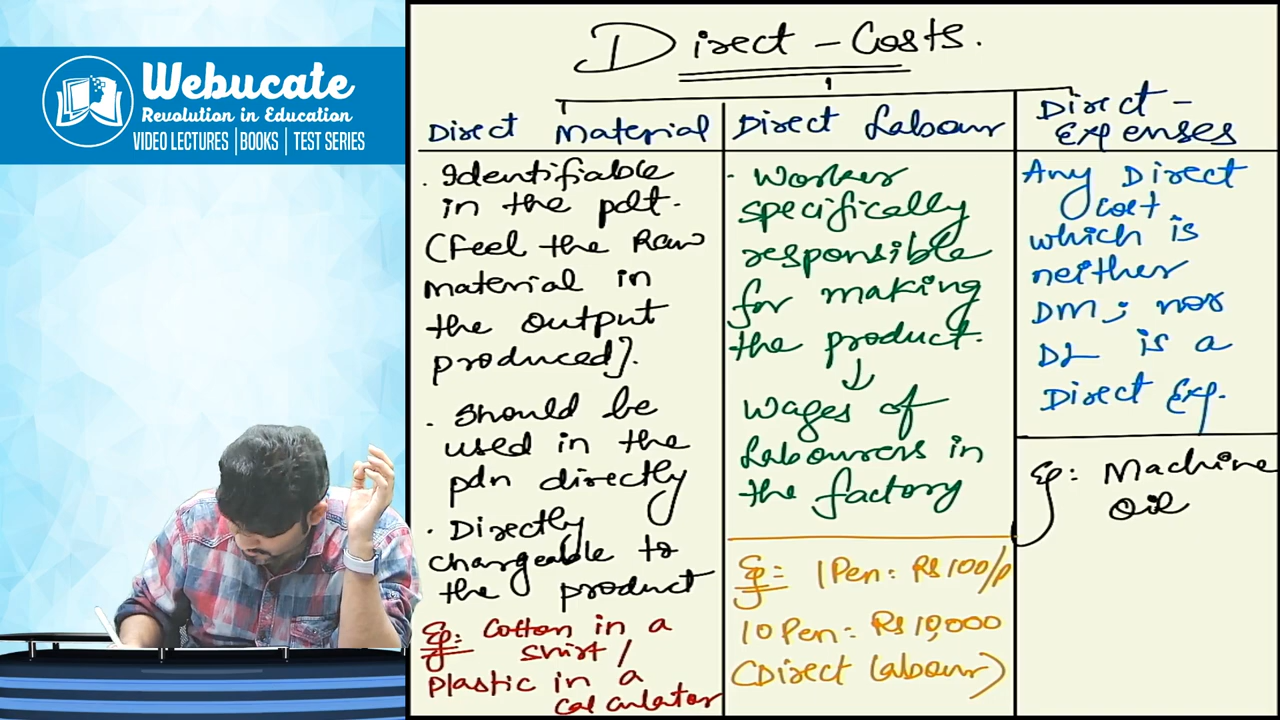 Webucate
Revolution in Education
VIDEO LECTURES | BOOKS | TEST SERIES
Direct - Costs.
Direct Material
. Identifiable
in the pdt.
(Feel the Raw
material in
the output
produced].
. Should be
used in the
pdn directly
. Directly
chargeable to
the product
Eg: Cotton in a
shirt /
plastic in a
calculator
Direct Labour
. Worker
specifically
responsible
for making
the product.
↓
Wages of
Labourers in
the factory
Eg: 1 Pen: Rs 100/p
10 Pen: Rs 10,000
(Direct Labour)
Direct -
Expenses
Any Direct
cost
which is
neither
DM; nor
DL is a
Direct Exp.
Eg: Machine
oil